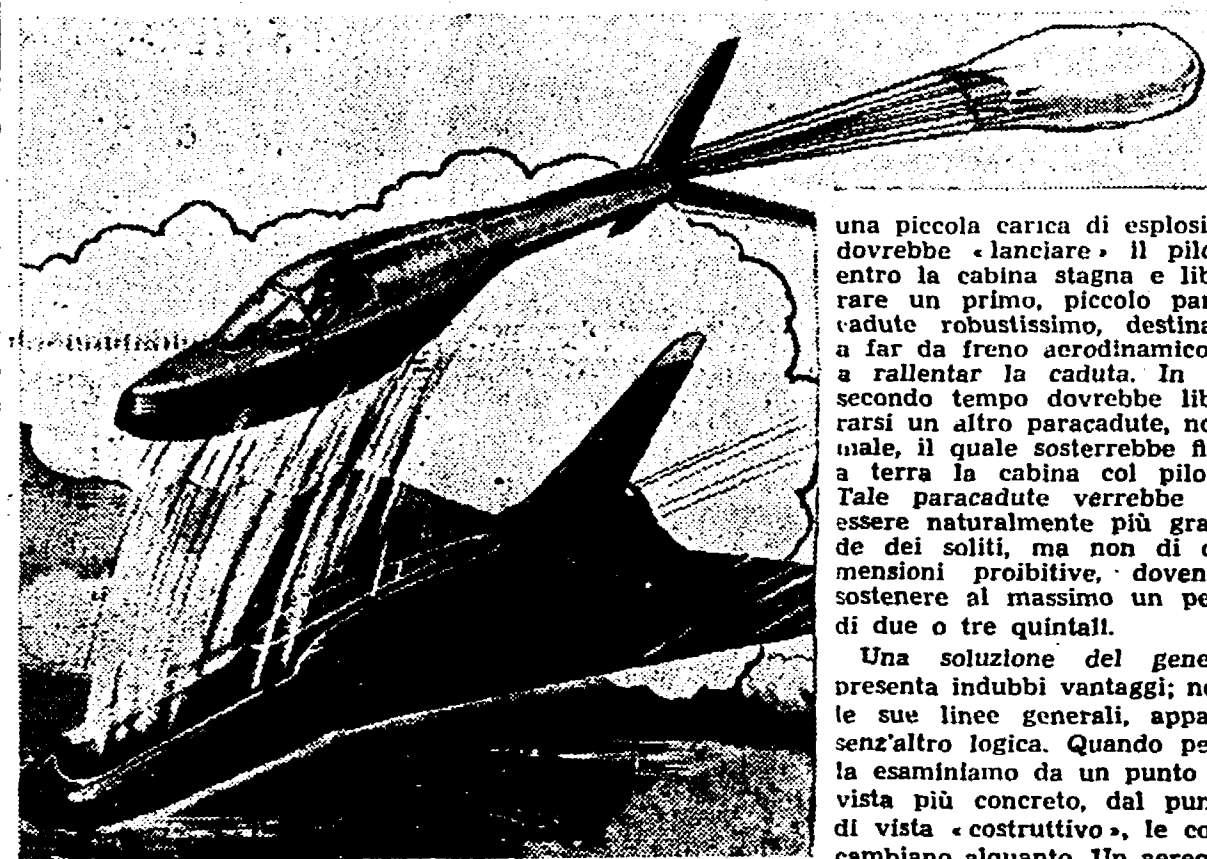 una piccola carica di esplosi
dovrebbe « lanciare » il pilo
entro la cabina stagna e lib
rare un primo, piccolo par
cadute robustissimo, destina
a far da freno aerodinamico
a rallentar la caduta. In
secondo tempo dovrebbe lib
rarsi un altro paracadute, no
male, il quale sosterrebbe fi
a terra la cabina col pilo
Tale paracadute verrebbe
essere naturalmente più gra
de dei soliti, ma non di d
mensioni proibitive, doven
sostenere al massimo un pe
di due o tre quintali.
Una soluzione del gene
presenta indubbi vantaggi; ne
le sue linee generali, appa
senz'altro logica. Quando pe
la esaminiamo da un punto
vista più concreto, dal pun
di vista « costruttivo », le co
cambiano alquanto. Un aereo